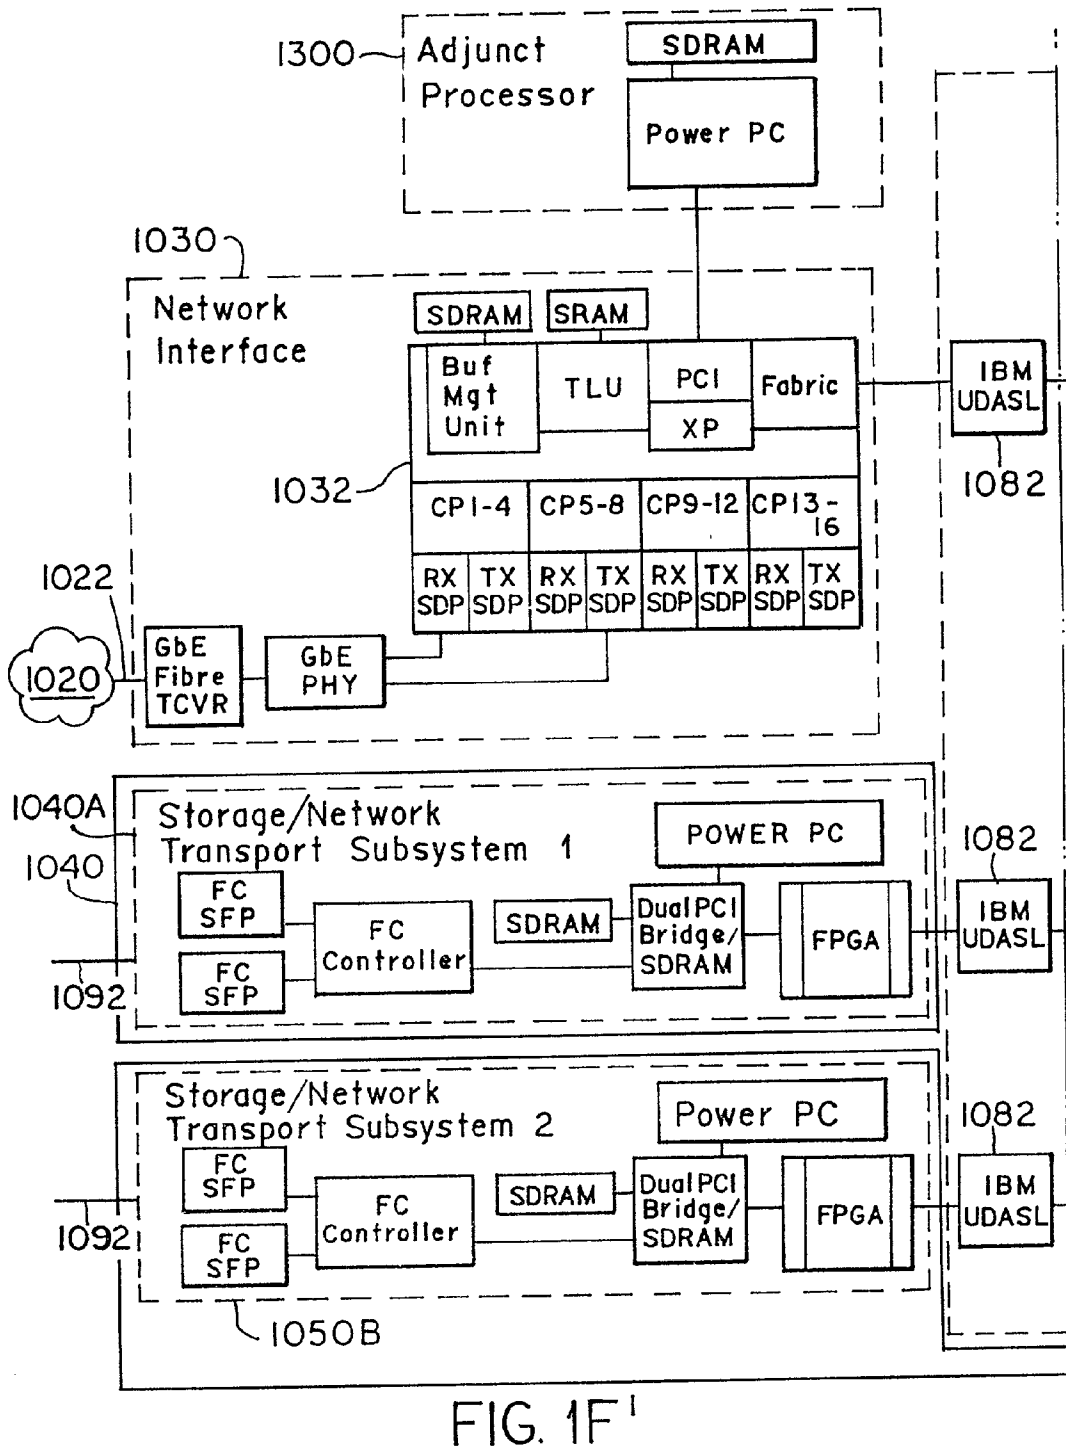 1300
Adjunct
Processor
SDRAM
Power PC
1030
Network
Interface
SDRAM
SRAM
Buf
Mgt
Unit
TLU
PCI
XP
Fabric
IBM
UDASL
1082
1032
CP1-4
CP5-8
CP9-12
CP13-
16
RX
SDP
TX
SDP
RX
SDP
TX
SDP
RX
SDP
TX
SDP
RX
SDP
TX
SDP
1022
1020
GbE
Fibre
TCVR
GbE
PHY
1040A
1040
Storage/Network
Transport Subsystem 1
POWER PC
1082
FC
SFP
FC
SFP
FC
Controller
SDRAM
Dual PCI
Bridge/
SDRAM
FPGA
IBM
UDASL
1092
Storage/Network
Transport Subsystem 2
Power PC
1082
FC
SFP
FC
SFP
FC
Controller
SDRAM
Dual PCI
Bridge/
SDRAM
FPGA
IBM
UDASL
1092
1050B
FIG. 1F'